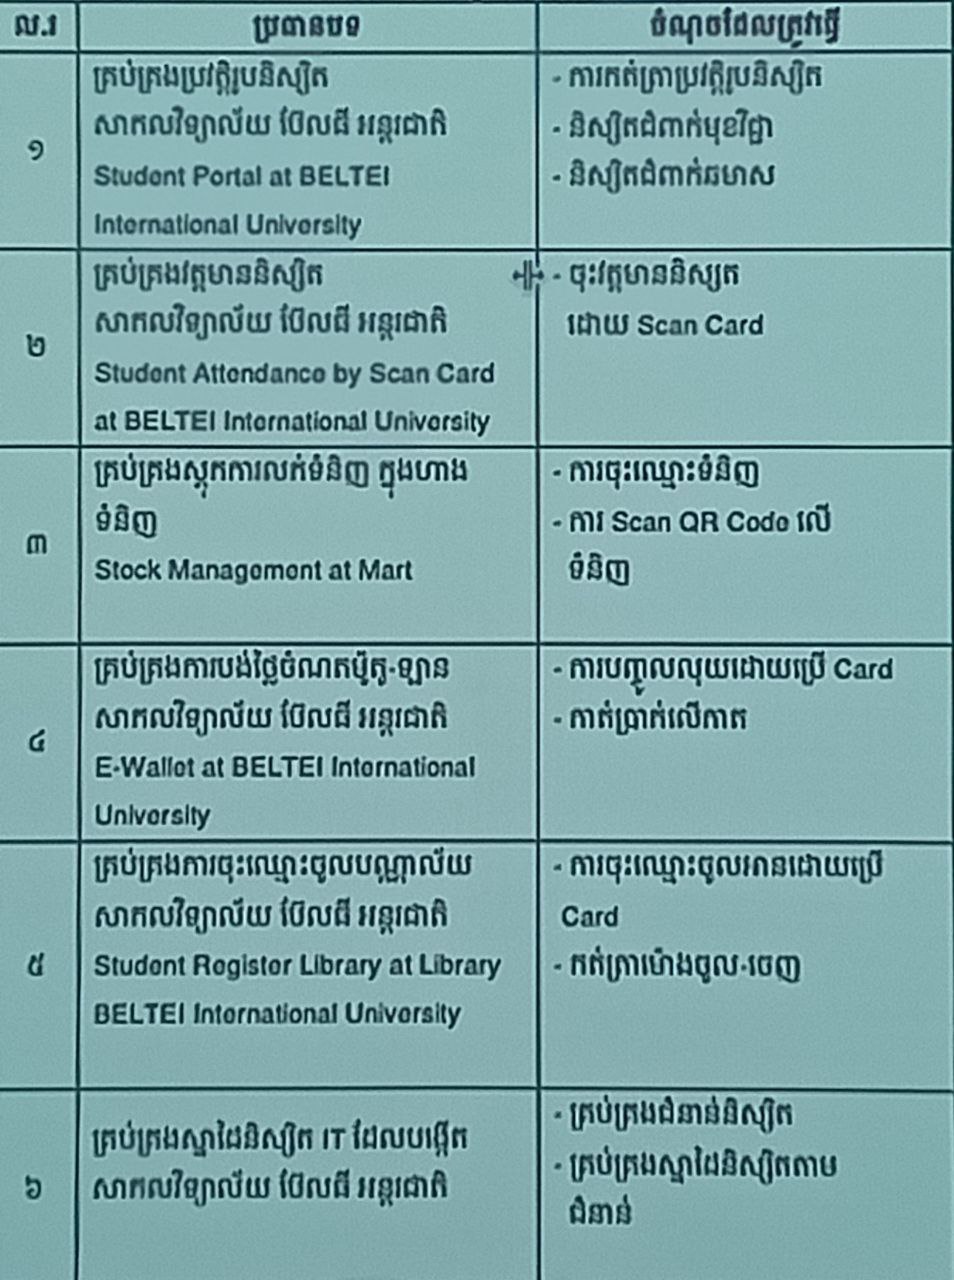 ល.រ
ប្រធានបទ
ចំណុចដែលត្រូវធ្វើ
១
គ្រប់គ្រងប្រវត្តិរូបនិស្សិត
សាកលវិទ្យាល័យ ប៊ែលធី អន្តរជាតិ
Student Portal at BELTEI
International University
- ការកត់ត្រាប្រវត្តិរូបនិស្សិត
- និស្សិតជំពាក់មុខវិជ្ជា
- និស្សិតជំពាក់ឆមាស
២
គ្រប់គ្រងវត្តមាននិស្សិត
សាកលវិទ្យាល័យ ប៊ែលធី អន្តរជាតិ
Student Attendance by Scan Card
at BELTEI International University
- ចុះវត្តមាននិស្សត
ដោយ Scan Card
៣
គ្រប់គ្រងស្តុកការលក់ទំនិញ ក្នុងហាង
ទំនិញ
Stock Management at Mart
- ការចុះឈ្មោះទំនិញ
- ការ Scan QR Code លើ
ទំនិញ
៤
គ្រប់គ្រងការបង់ថ្លៃចំណតម៉ូតូ-ឡាន
សាកលវិទ្យាល័យ ប៊ែលធី អន្តរជាតិ
E-Wallet at BELTEI International
University
- ការបញ្ចូលលុយដោយប្រើ Card
- កាត់ប្រាក់លើកាត
៥
គ្រប់គ្រងការចុះឈ្មោះចូលបណ្ណាល័យ
សាកលវិទ្យាល័យ ប៊ែលធី អន្តរជាតិ
Student Register Library at Library
BELTEI International University
- ការចុះឈ្មោះចូលអានដោយប្រើ
Card
- កត់ត្រាម៉ោងចូល-ចេញ
៦
គ្រប់គ្រងស្នាដៃនិស្សិត IT ដែលបង្កើត
សាកលវិទ្យាល័យ ប៊ែលធី អន្តរជាតិ
- គ្រប់គ្រងជំនាន់និស្សិត
- គ្រប់គ្រងស្នាដៃនិស្សិតតាម
ជំនាន់